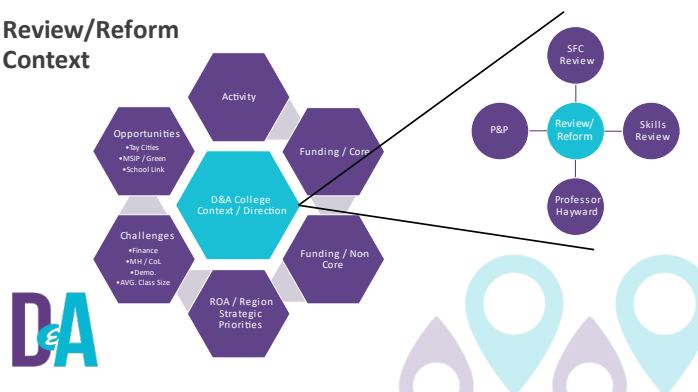 Review/Reform
Context
Activity
Opportunities
•Tay Cities
•MSIP / Green
•School Link
Funding / Core
D&A College
Context / Direction
Challenges
•Finance
•MH / CoL
•Demo.
•AVG. Class Size
Funding / Non
Core
ROA / Region
Strategic
Priorities
SFC
Review
P&P
Review/
Reform
Skills
Review
Professor
Hayward
D&A